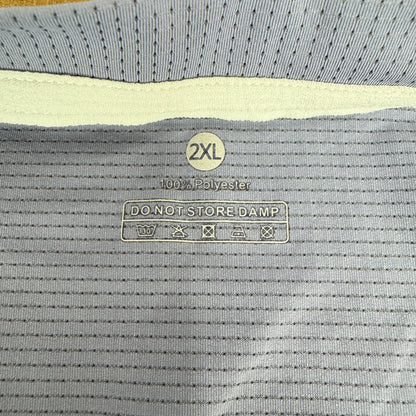 2XL
100% Polyester
DO NOT STORE DAMP